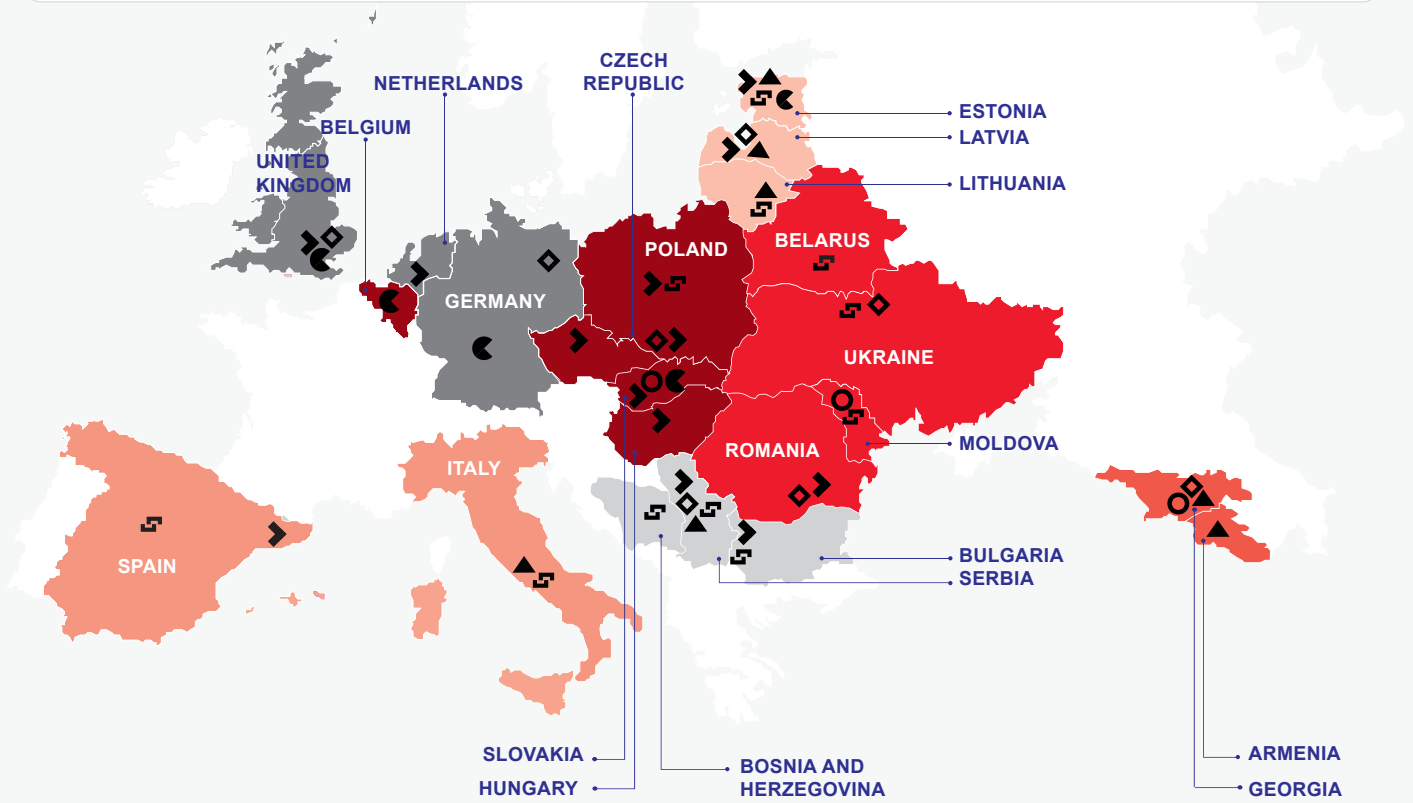 CZECH
REPUBLIC
NETHERLANDS
BELGIUM
UNITED
KINGDOM
ESTONIA
LATVIA
LITHUANIA
POLAND
BELARUS
GERMANY
UKRAINE
MOLDOVA
ROMANIA
ITALY
SPAIN
BULGARIA
SERBIA
SLOVAKIA
HUNGARY
BOSNIA AND
HERZEGOVINA
ARMENIA
GEORGIA